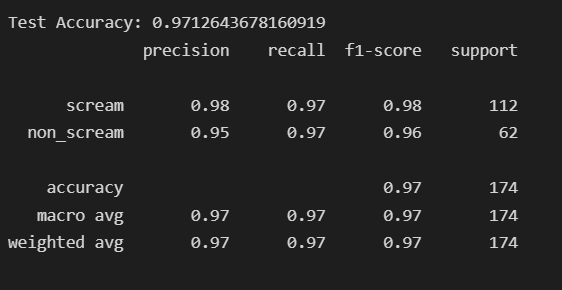 Test Accuracy: 0.9712643678160919
precision recall f1-score support
scream 0.98 0.97 0.98 112
non_scream 0.95 0.97 0.96 62
accuracy 0.97 174
macro avg 0.97 0.97 0.97 174
weighted avg 0.97 0.97 0.97 174